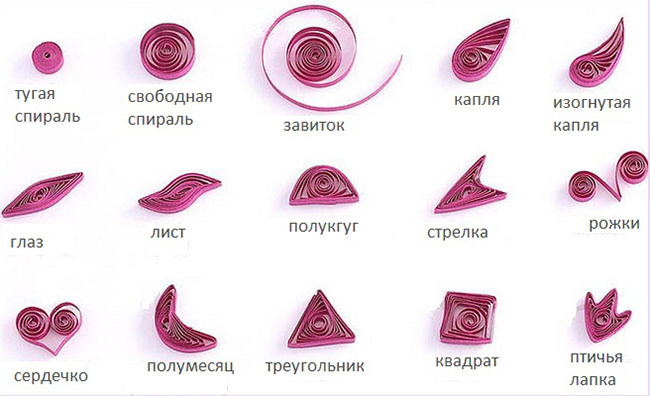 тугая
спираль
свободная
спираль
завиток
капля
изогнутая
капля
глаз
лист
полукгуг
стрелка
рожки
сердечко
полумесяц
треугольник
квадрат
птичья
лапка